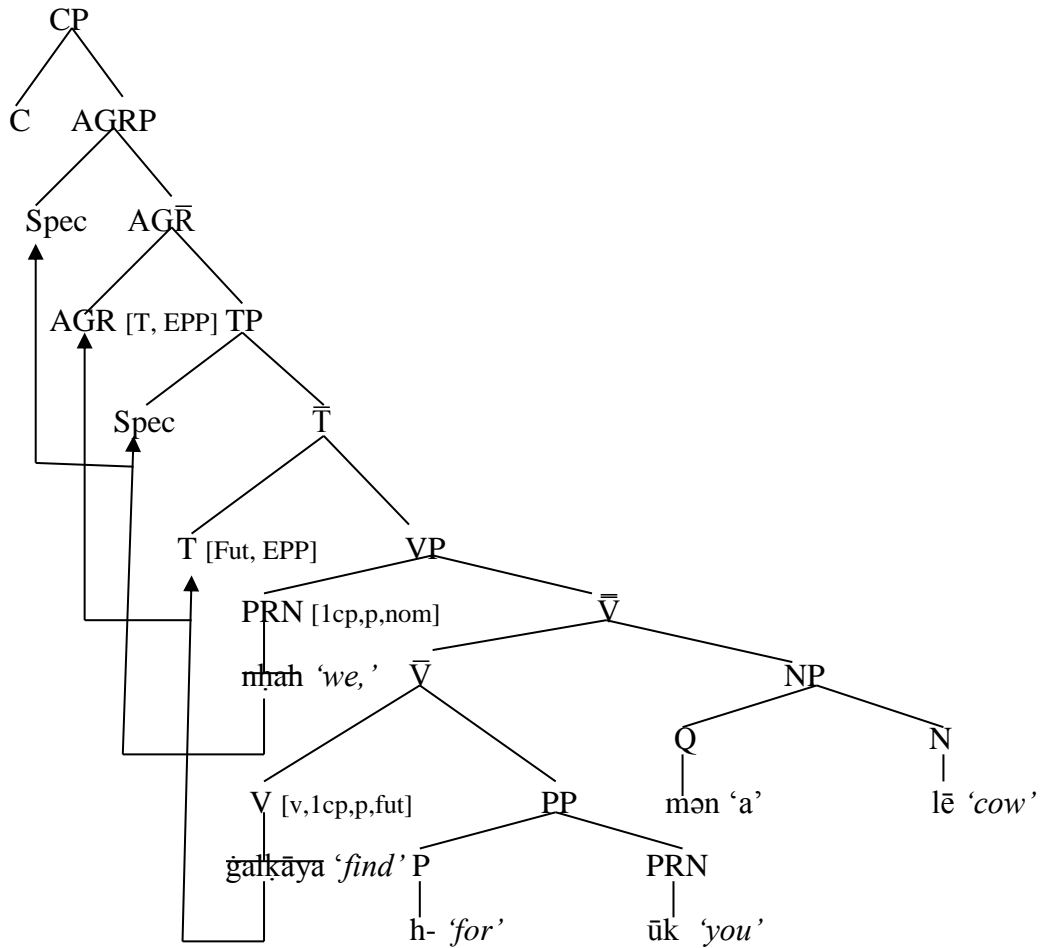 CP
C AGRP
Spec AGR̅
AGR [T, EPP] TP
Spec T̅
T [Fut, EPP] VP
PRN [1cp,p,nom] V̿
nḥah ‘we,’ V̅ NP
Q N
V [v,1cp,p,fut] PP mən ‘a’ lē ‘cow’
ġalḳāya ‘find’ P PRN
h- ‘for’ ūk ‘you’